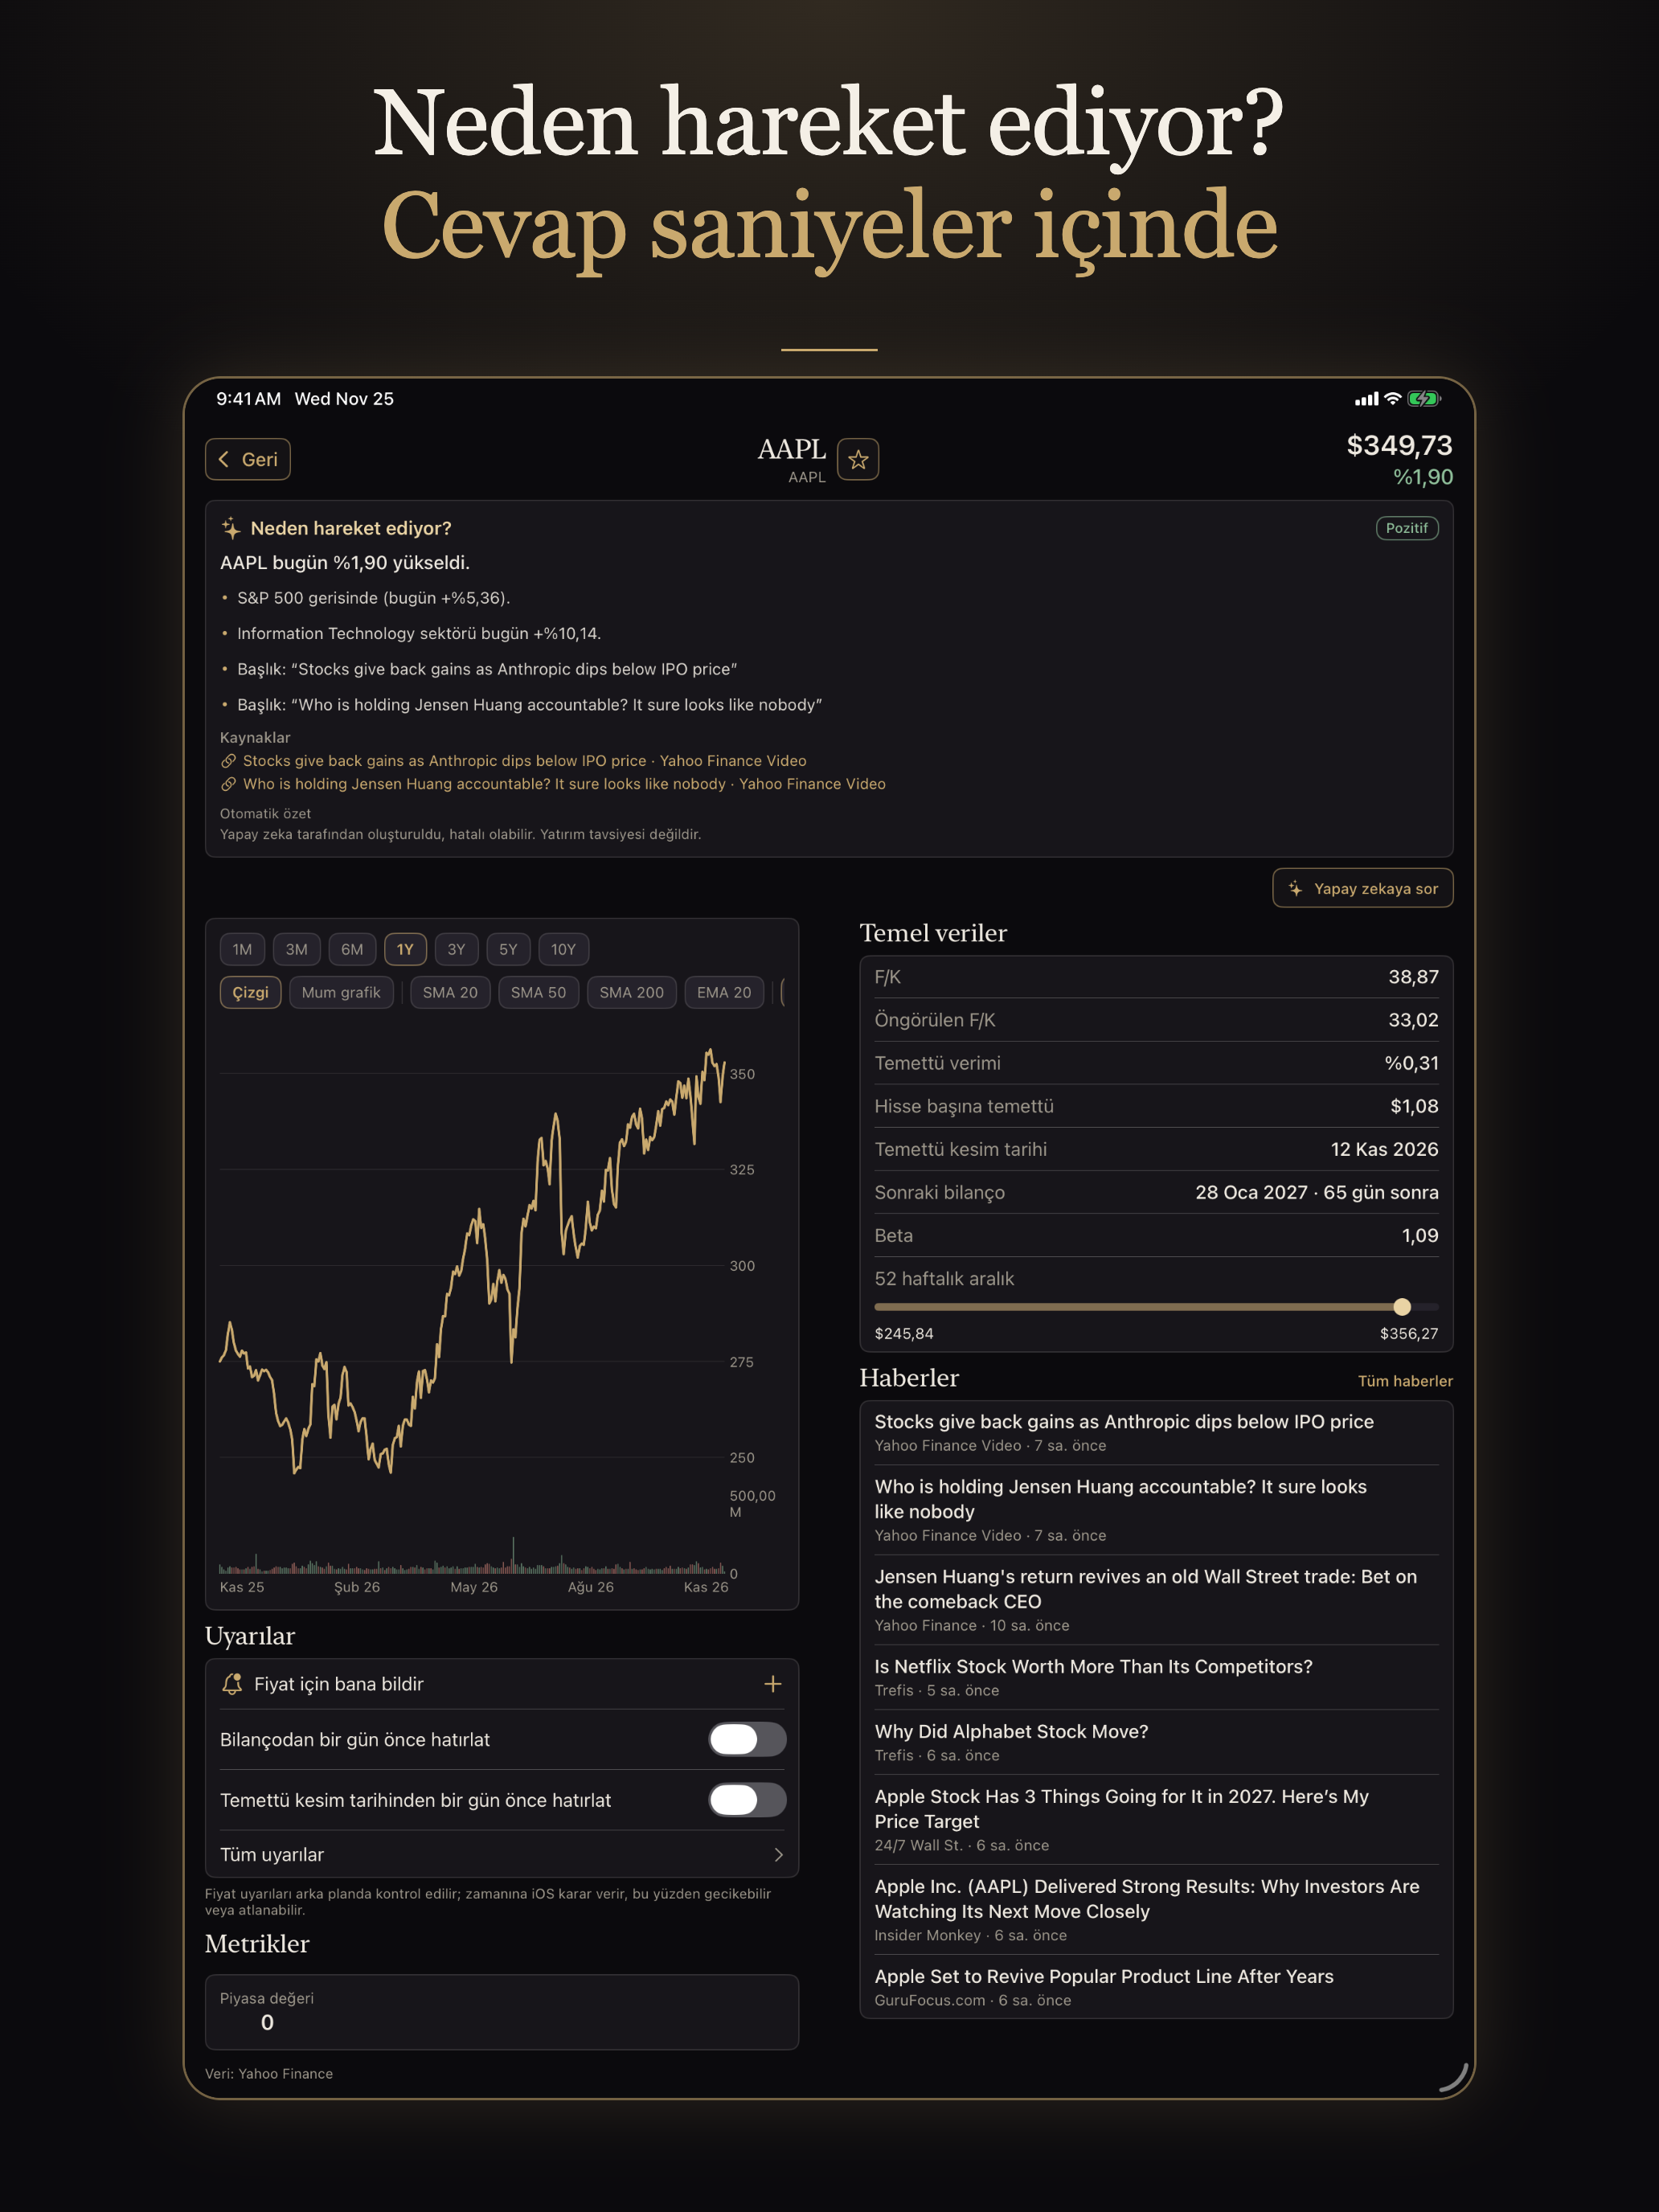 Neden hareket ediyor?
Cevap saniyeler içinde
9:41 AM Wed Nov 25
Geri
AAPL
AAPL
$349,73
%1,90
Neden hareket ediyor?
Pozitif
AAPL bugün %1,90 yükseldi.
• S&P 500 gerisinde (bugün +%5,36).
• Information Technology sektörü bugün +%10,14.
• Başlık: “Stocks give back gains as Anthropic dips below IPO price”
• Başlık: “Who is holding Jensen Huang accountable? It sure looks like nobody”
Kaynaklar
Stocks give back gains as Anthropic dips below IPO price · Yahoo Finance Video
Who is holding Jensen Huang accountable? It sure looks like nobody · Yahoo Finance Video
Otomatik özet
Yapay zeka tarafından oluşturuldu, hatalı olabilir. Yatırım tavsiyesi değildir.
Yapay zekaya sor
1M 3M 6M 1Y 3Y 5Y 10Y
Çizgi Mum grafik SMA 20 SMA 50 SMA 200 EMA 20
350
325
300
275
250
500,00
M
0
Kas 25 Şub 26 May 26 Ağu 26 Kas 26
Uyarılar
Fiyat için bana bildir
Bilançodan bir gün önce hatırlat
Temettü kesim tarihinden bir gün önce hatırlat
Tüm uyarılar
Fiyat uyarıları arka planda kontrol edilir; zamanına iOS karar verir, bu yüzden gecikebilir
veya atlanabilir.
Metrikler
Piyasa değeri
0
Veri: Yahoo Finance
Temel veriler
F/K 38,87
Öngörülen F/K 33,02
Temettü verimi %0,31
Hisse başına temettü $1,08
Temettü kesim tarihi 12 Kas 2026
Sonraki bilanço 28 Oca 2027 · 65 gün sonra
Beta 1,09
52 haftalık aralık
$245,84 $356,27
Haberler
Tüm haberler
Stocks give back gains as Anthropic dips below IPO price
Yahoo Finance Video · 7 sa. önce
Who is holding Jensen Huang accountable? It sure looks
like nobody
Yahoo Finance Video · 7 sa. önce
Jensen Huang's return revives an old Wall Street trade: Bet on
the comeback CEO
Yahoo Finance · 10 sa. önce
Is Netflix Stock Worth More Than Its Competitors?
Trefis · 5 sa. önce
Why Did Alphabet Stock Move?
Trefis · 6 sa. önce
Apple Stock Has 3 Things Going for It in 2027. Here’s My
Price Target
24/7 Wall St. · 6 sa. önce
Apple Inc. (AAPL) Delivered Strong Results: Why Investors Are
Watching Its Next Move Closely
Insider Monkey · 6 sa. önce
Apple Set to Revive Popular Product Line After Years
GuruFocus.com · 6 sa. önce